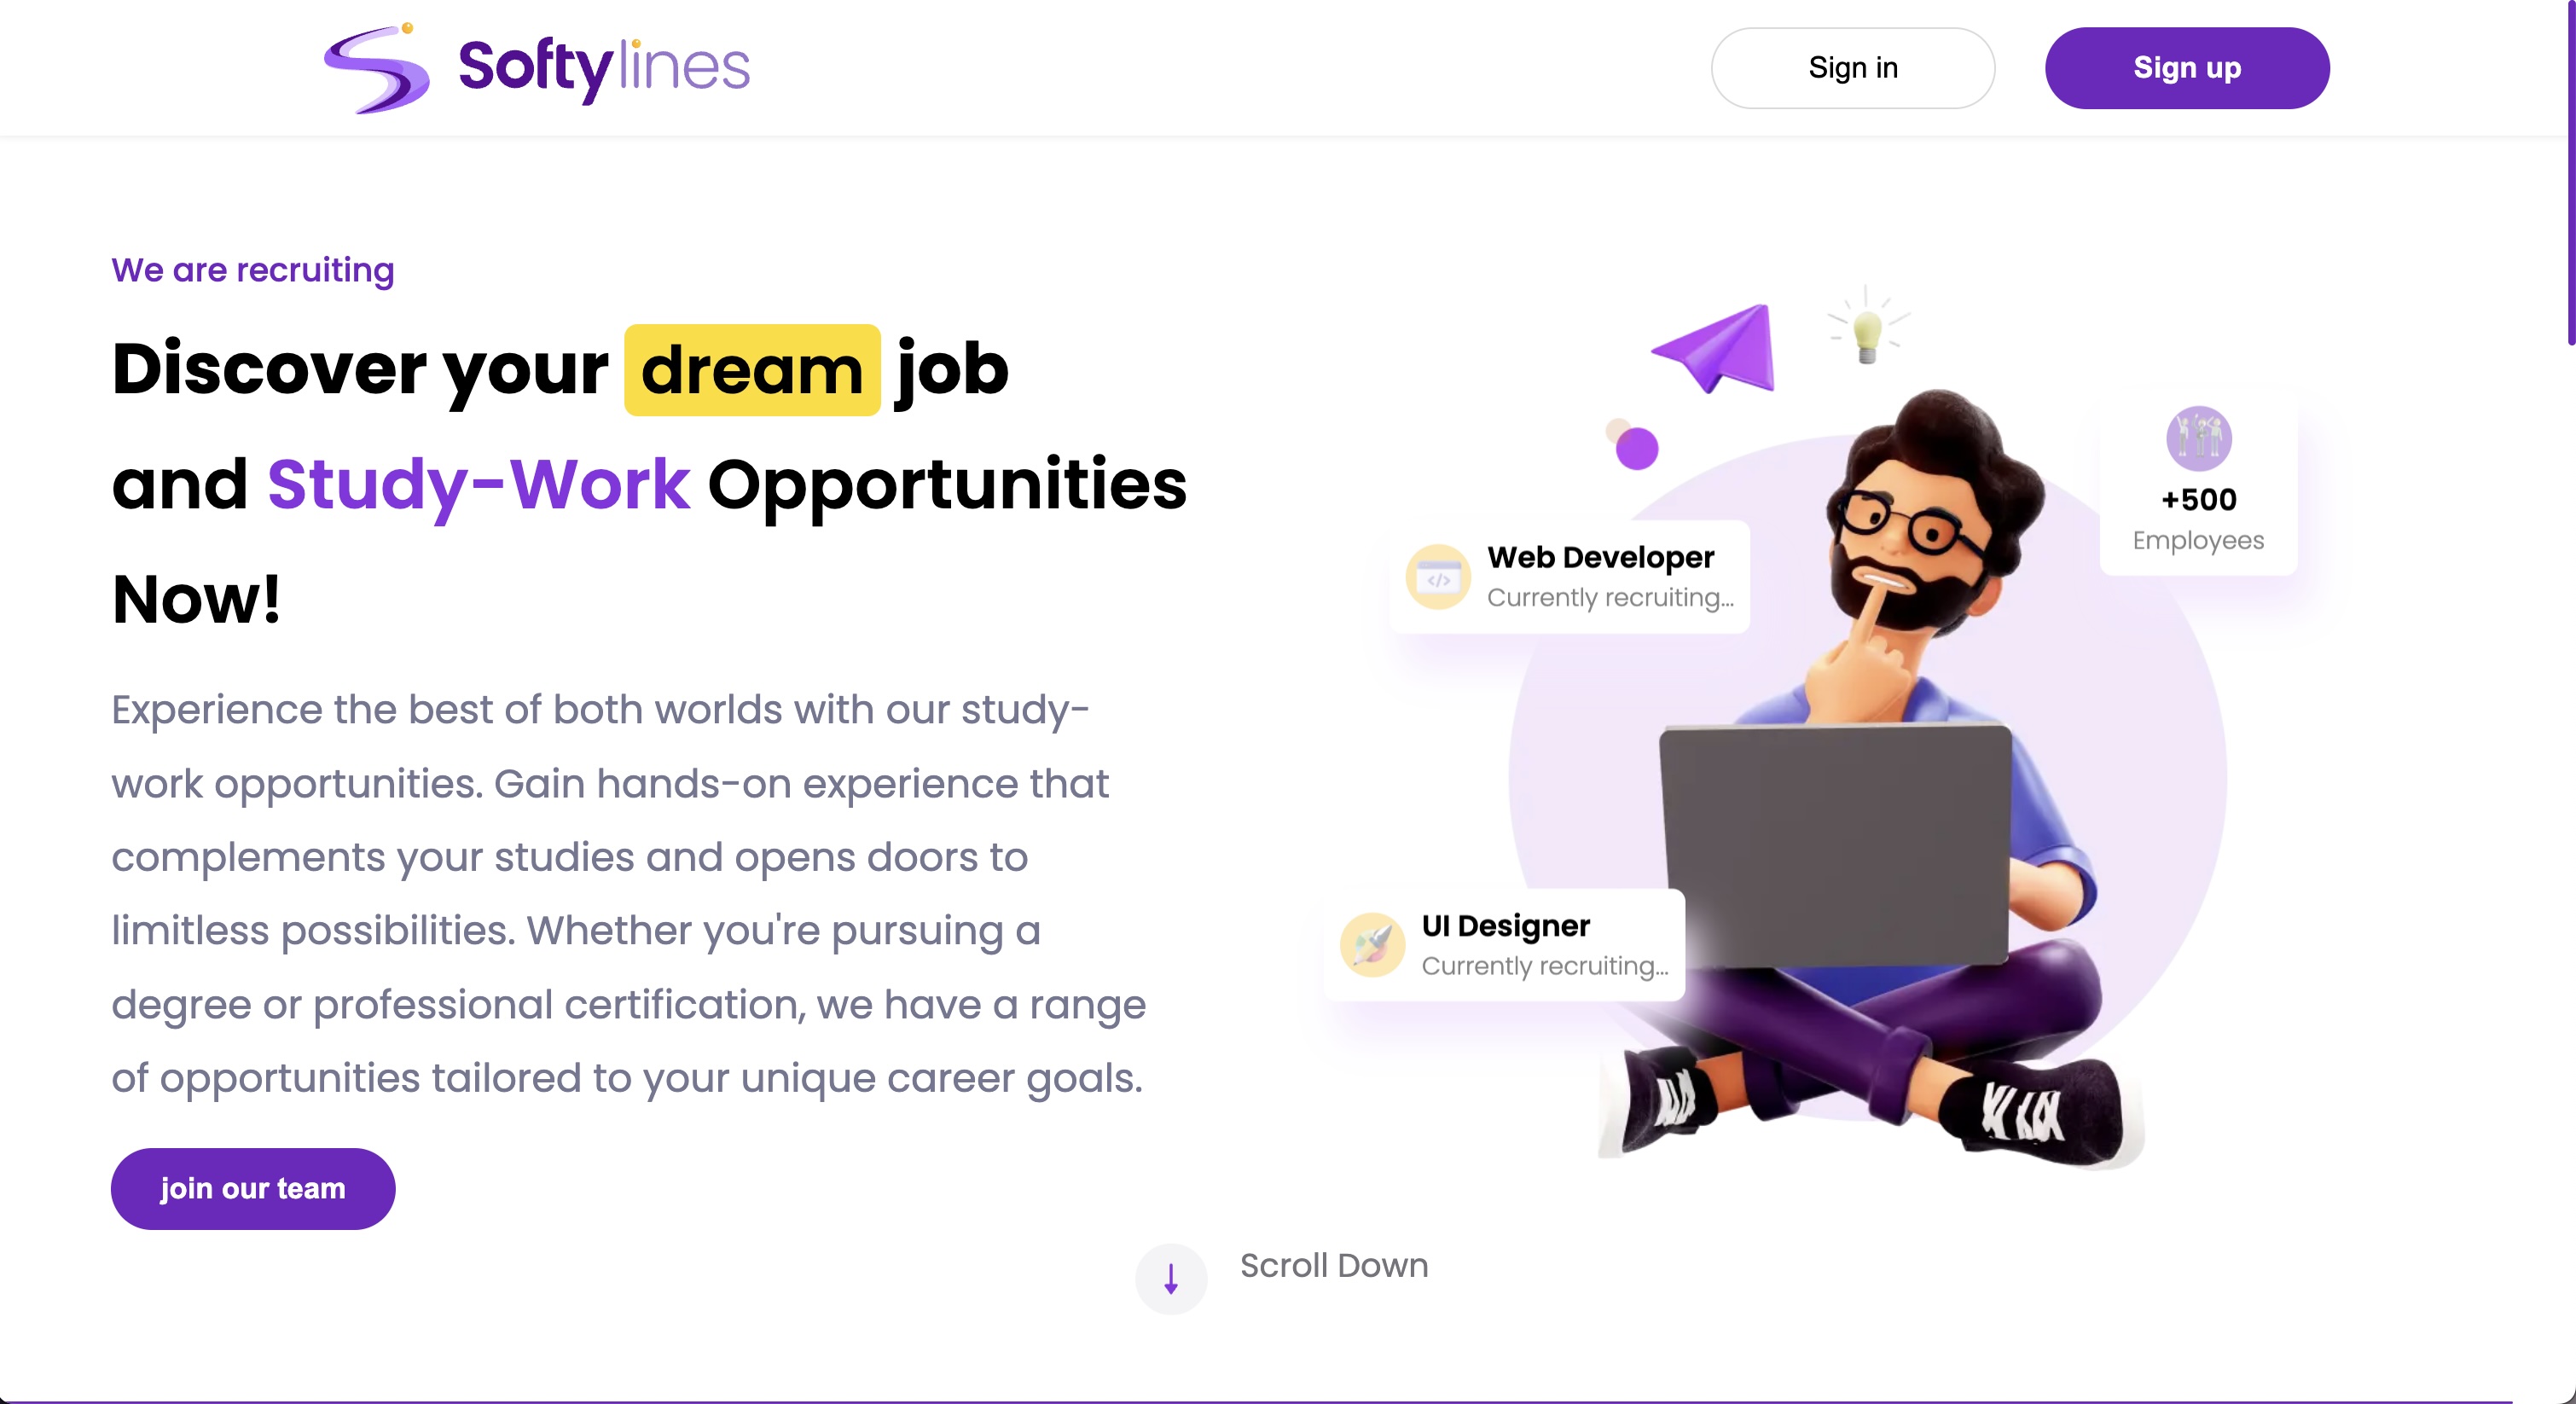 Softylines
Sign in
Sign up
We are recruiting
Discover your dream job
and Study-Work Opportunities
Now!
Experience the best of both worlds with our study-
work opportunities. Gain hands-on experience that
complements your studies and opens doors to
limitless possibilities. Whether you're pursuing a
degree or professional certification, we have a range
of opportunities tailored to your unique career goals.
join our team
+500
Employees
Web Developer
Currently recruiting...
UI Designer
Currently recruiting...
Scroll Down